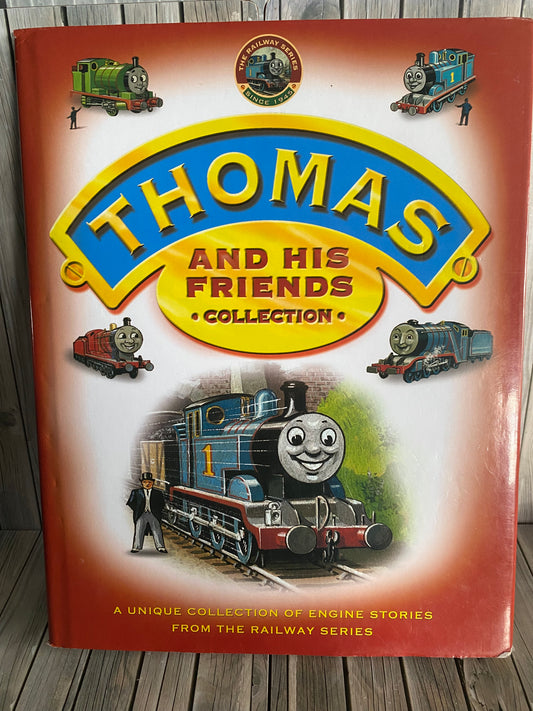 THE RAILWAY SERIES
SINCE 1945
1
THOMAS
AND HIS
FRIENDS
• COLLECTION •
1
A UNIQUE COLLECTION OF ENGINE STORIES
FROM THE RAILWAY SERIES